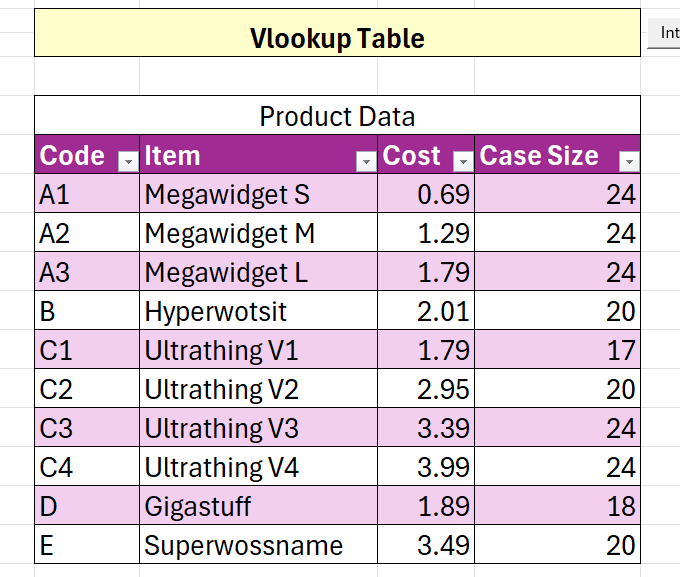 Vlookup Table
Int
Product Data
Code Item Cost Case Size
A1 Megawidget S 0.69 24
A2 Megawidget M 1.29 24
A3 Megawidget L 1.79 24
B Hyperwotsit 2.01 20
C1 Ultrathing V1 1.79 17
C2 Ultrathing V2 2.95 20
C3 Ultrathing V3 3.39 24
C4 Ultrathing V4 3.99 24
D Gigastuff 1.89 18
E Superwossname 3.49 20